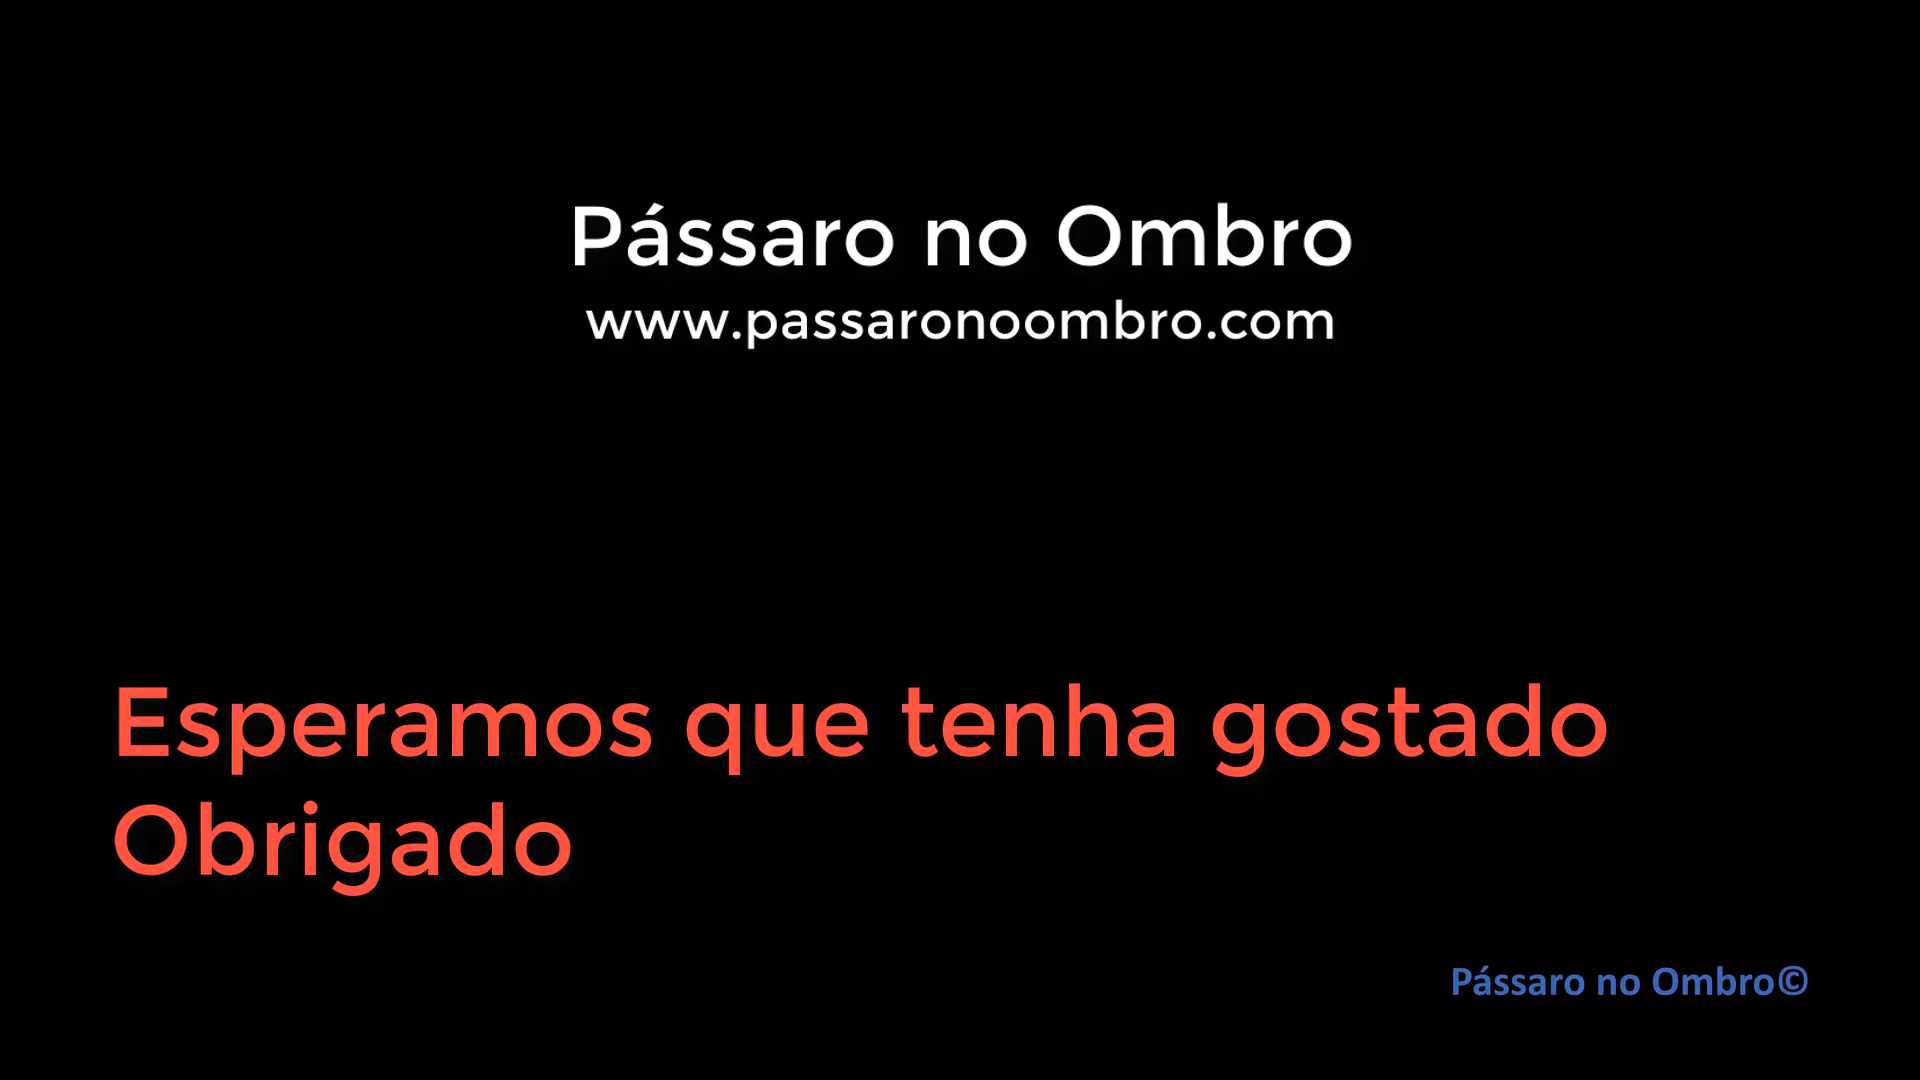 Pássaro no Ombro
www.passaronoombro.com
Esperamos que tenha gostado
Obrigado
Pássaro no Ombro©